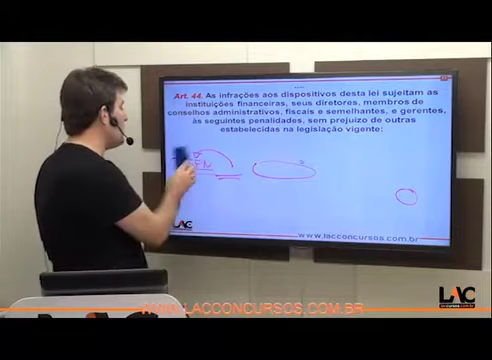 Art. 44. As infrações aos dispositivos desta lei sujeitam as
instituições financeiras, seus diretores, membros de
conselhos administrativos, fiscais e semelhantes, e gerentes,
às seguintes penalidades, sem prejuízo de outras
estabelecidas na legislação vigente:
LAC
www.lacconcursos.com.br
LAC
WWW.LACCONCURSOS.COM.BR